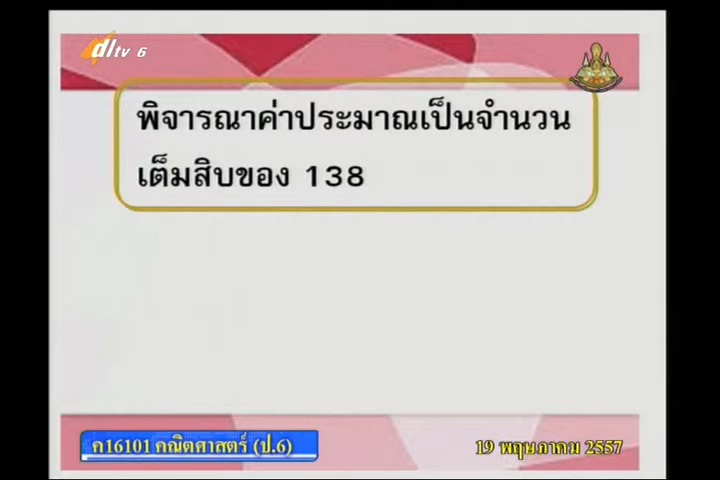 dltv 6
พิจารณาค่าประมาณเป็นจำนวน
เต็มสิบของ 138
ค16101 คณิตศาสตร์ (ป.6)
19 พฤษภาคม 2557